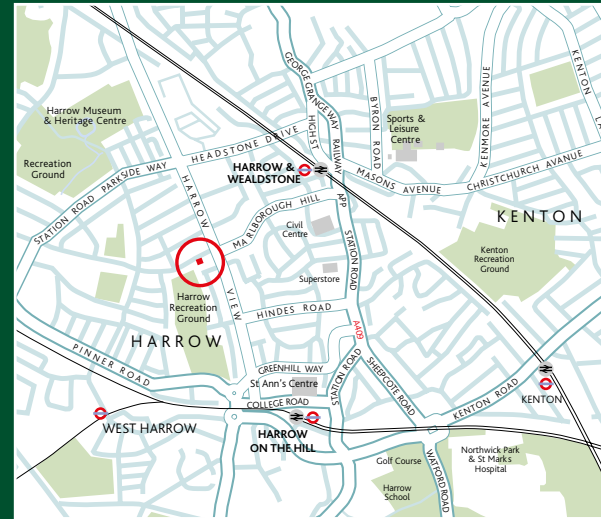 GEORGE GRANGE WAY
KENTON LA
Harrow Museum
& Heritage Centre
HIGH ST
RAILWAY APP
BYRON ROAD
Sports &
Leisure
Centre
KENMORE AVENUE
HEADSTONE DRIVE
Recreation
Ground
STATION ROAD
PARKSIDE WAY
HARROW VIEW
HARROW &
WEALDSTONE
MASONS AVENUE
CHRISTCHURCH AVENUE
MARLBOROUGH HILL
Civil
Centre
STATION ROAD
KENTON
Kenton
Recreation
Ground
Superstore
Harrow
Recreation
Ground
HINDES ROAD
A409
HARROW
PINNER ROAD
GREENHILL WAY
St Ann's Centre
STATION ROAD
SHEEPCOTE ROAD
COLLEGE ROAD
KENTON ROAD
KENTON
WEST HARROW
HARROW
ON THE HILL
WATFORD ROAD
Golf Course
Northwick Park
& St Marks
Hospital
Harrow
School